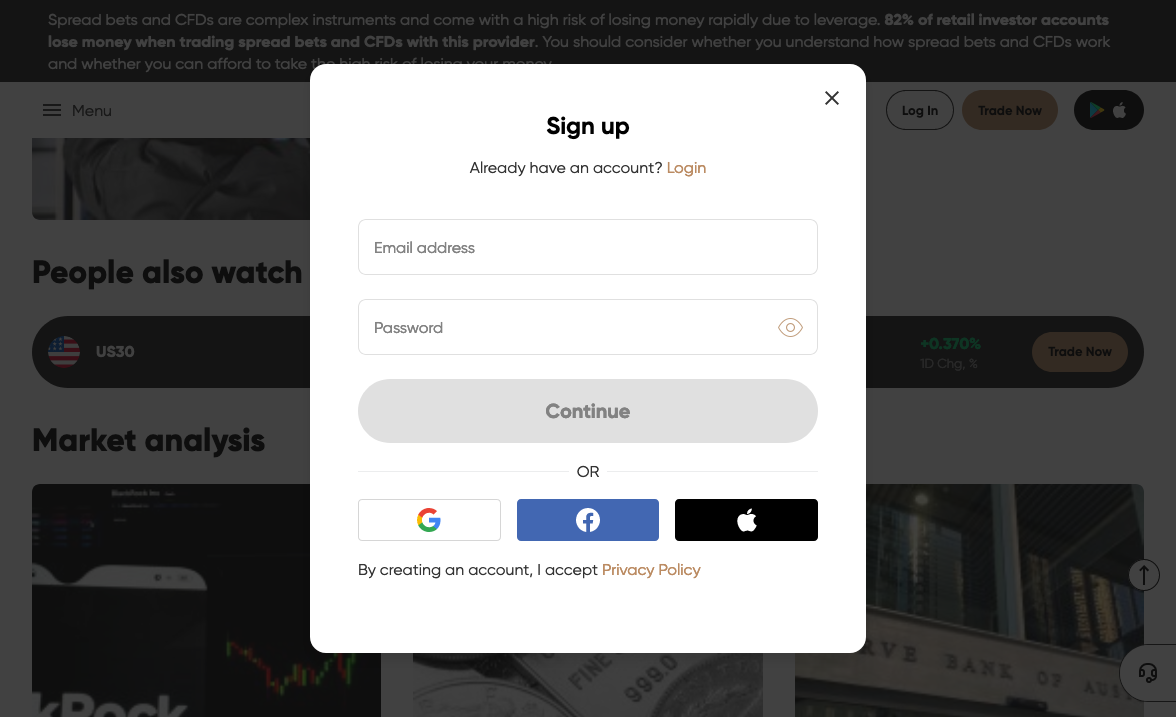 Spread bets and CFDs are complex instruments and come with a high risk of losing money rapidly due to leverage. 82% of retail investor accounts
lose money when trading spread bets and CFDs with this provider. You should consider whether you understand how spread bets and CFDs work
and whether you can afford to take the high risk of losing your money.
Menu
Log In
Trade Now
Sign up
Already have an account? Login
Email address
Password
Continue
OR
By creating an account, I accept Privacy Policy
People also watch
US30
+0.370%
1D Chg, %
Trade Now
Market analysis
BlackRock Inc
kRock
FINE
999.0
RVE BANK OF AUS